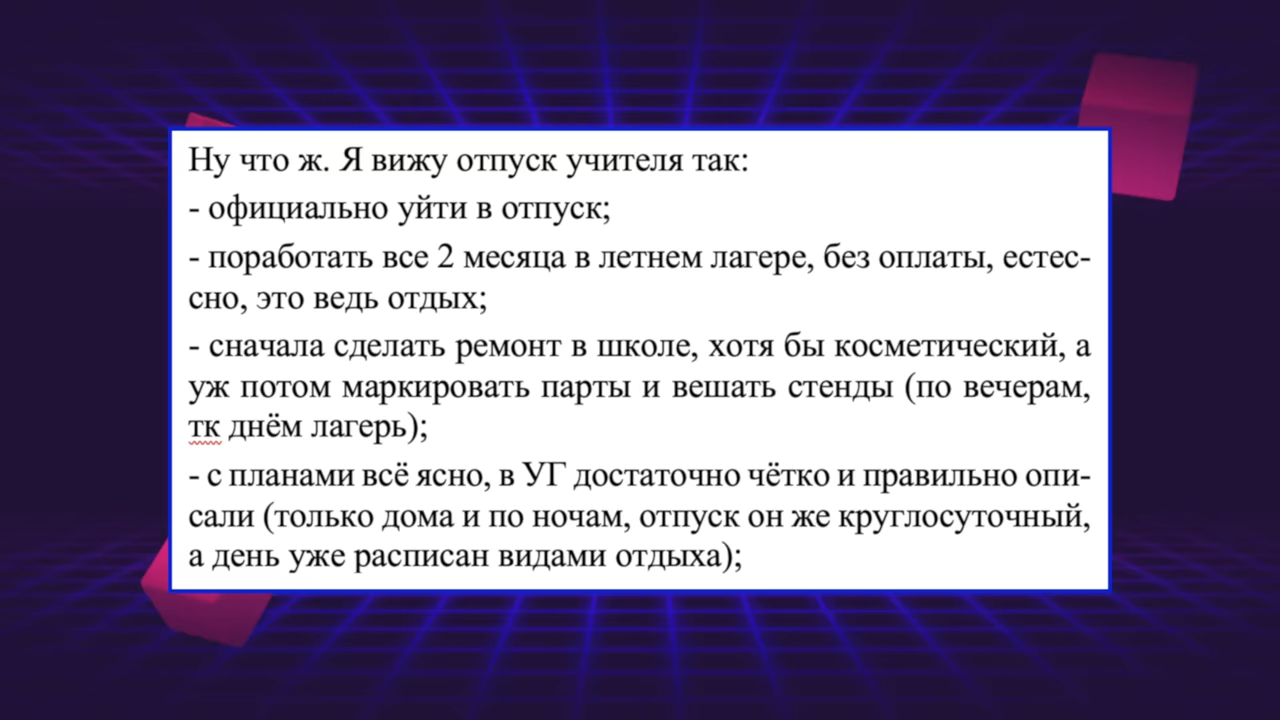 Ну что ж. Я вижу отпуск учителя так:
- официально уйти в отпуск;
- поработать все 2 месяца в летнем лагере, без оплаты, естес-
сно, это ведь отдых;
- сначала сделать ремонт в школе, хотя бы косметический, а
уж потом маркировать парты и вешать стенды (по вечерам,
тк днём лагерь);
- с планами всё ясно, в УГ достаточно чётко и правильно опи-
сали (только дома и по ночам, отпуск он же круглосуточный,
а день уже расписан видами отдыха);